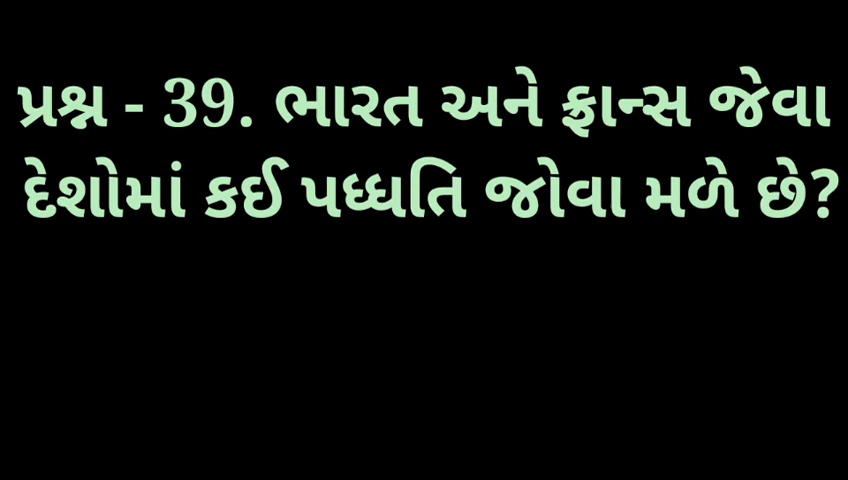 પ્રશ્ન - 39. ભારત અને ફ્રાન્સ જેવા
દેશોમાં કઈ પધ્ધતિ જોવા મળે છે?